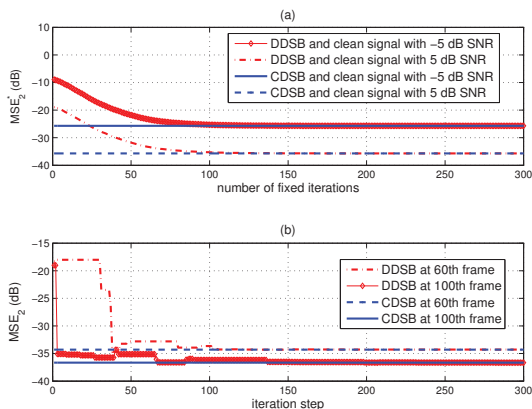 (a)
10
0
−10
−20
−30
−40
MSE2 (dB)
DDSB and clean signal with −5 dB SNR
DDSB and clean signal with 5 dB SNR
CDSB and clean signal with −5 dB SNR
CDSB and clean signal with 5 dB SNR
0 50 100 150 200 250 300
number of fixed iterations
(b)
−15
−20
−25
−30
−35
−40
MSE2 (dB)
DDSB at 60th frame
DDSB at 100th frame
CDSB at 60th frame
CDSB at 100th frame
0 50 100 150 200 250 300
iteration step